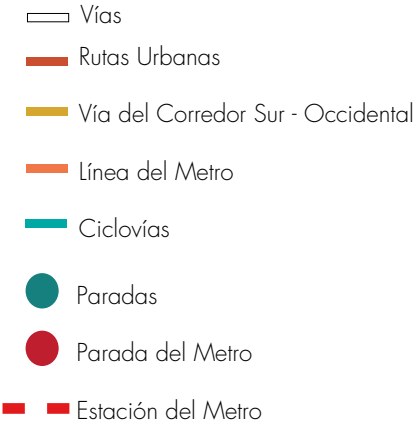 Vías
Rutas Urbanas
Vía del Corredor Sur - Occidental
Línea del Metro
Ciclovías
Paradas
Parada del Metro
Estación del Metro